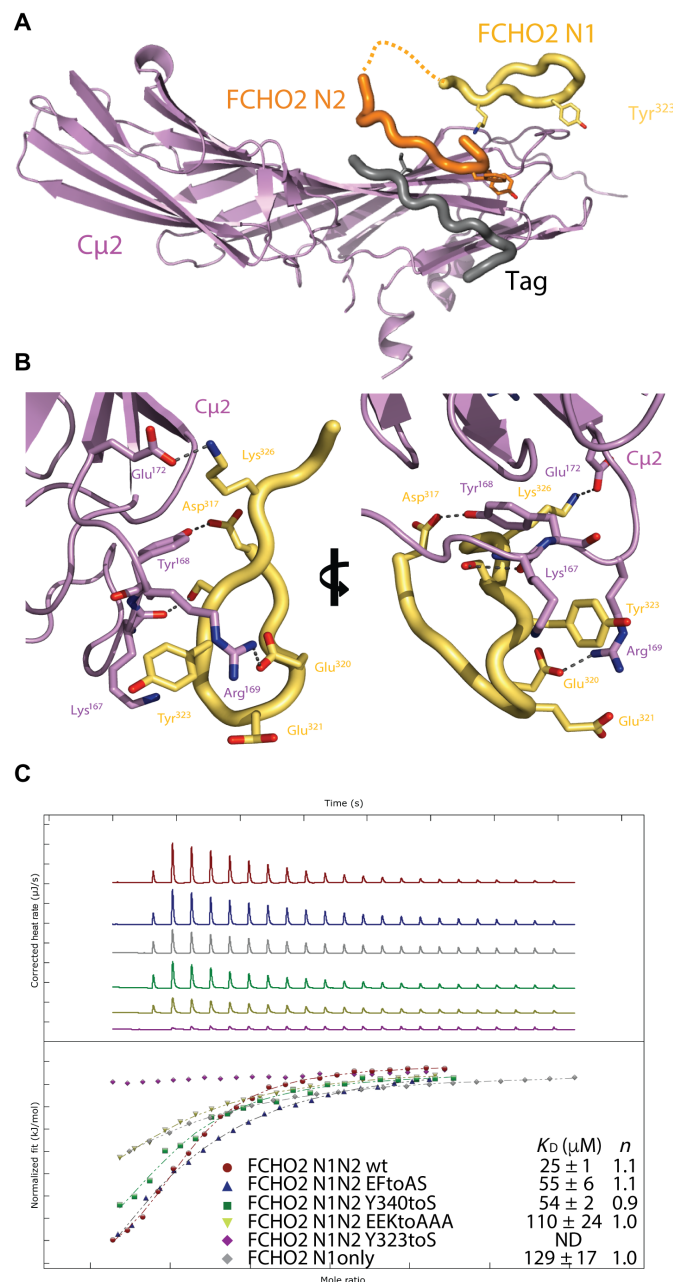 A
FCHO2 N1
FCHO2 N2
Tyr³²³
Cμ2
Tag
B
Cμ2
Glu¹⁷²
Lys³²⁶
Asp³¹⁷
Tyr¹⁶⁸
Lys¹⁶⁷
Tyr³²³
Arg¹⁶⁹
Glu³²⁰
Glu³²¹
Cμ2
Glu¹⁷²
Tyr¹⁶⁸
Lys³²⁶
Asp³¹⁷
Lys¹⁶⁷
Tyr³²³
Arg¹⁶⁹
Glu³²⁰
Glu³²¹
C
Time (s)
Corrected heat rate (μJ/s)
Normalized fit (kJ/mol)
KD (μM) n
FCHO2 N1N2 wt 25 ± 1 1.1
FCHO2 N1N2 EFtoAS 55 ± 6 1.1
FCHO2 N1N2 Y340toS 54 ± 2 0.9
FCHO2 N1N2 EEKtoAAA 110 ± 24 1.0
FCHO2 N1N2 Y323toS ND
FCHO2 N1only 129 ± 17 1.0
Mole ratio